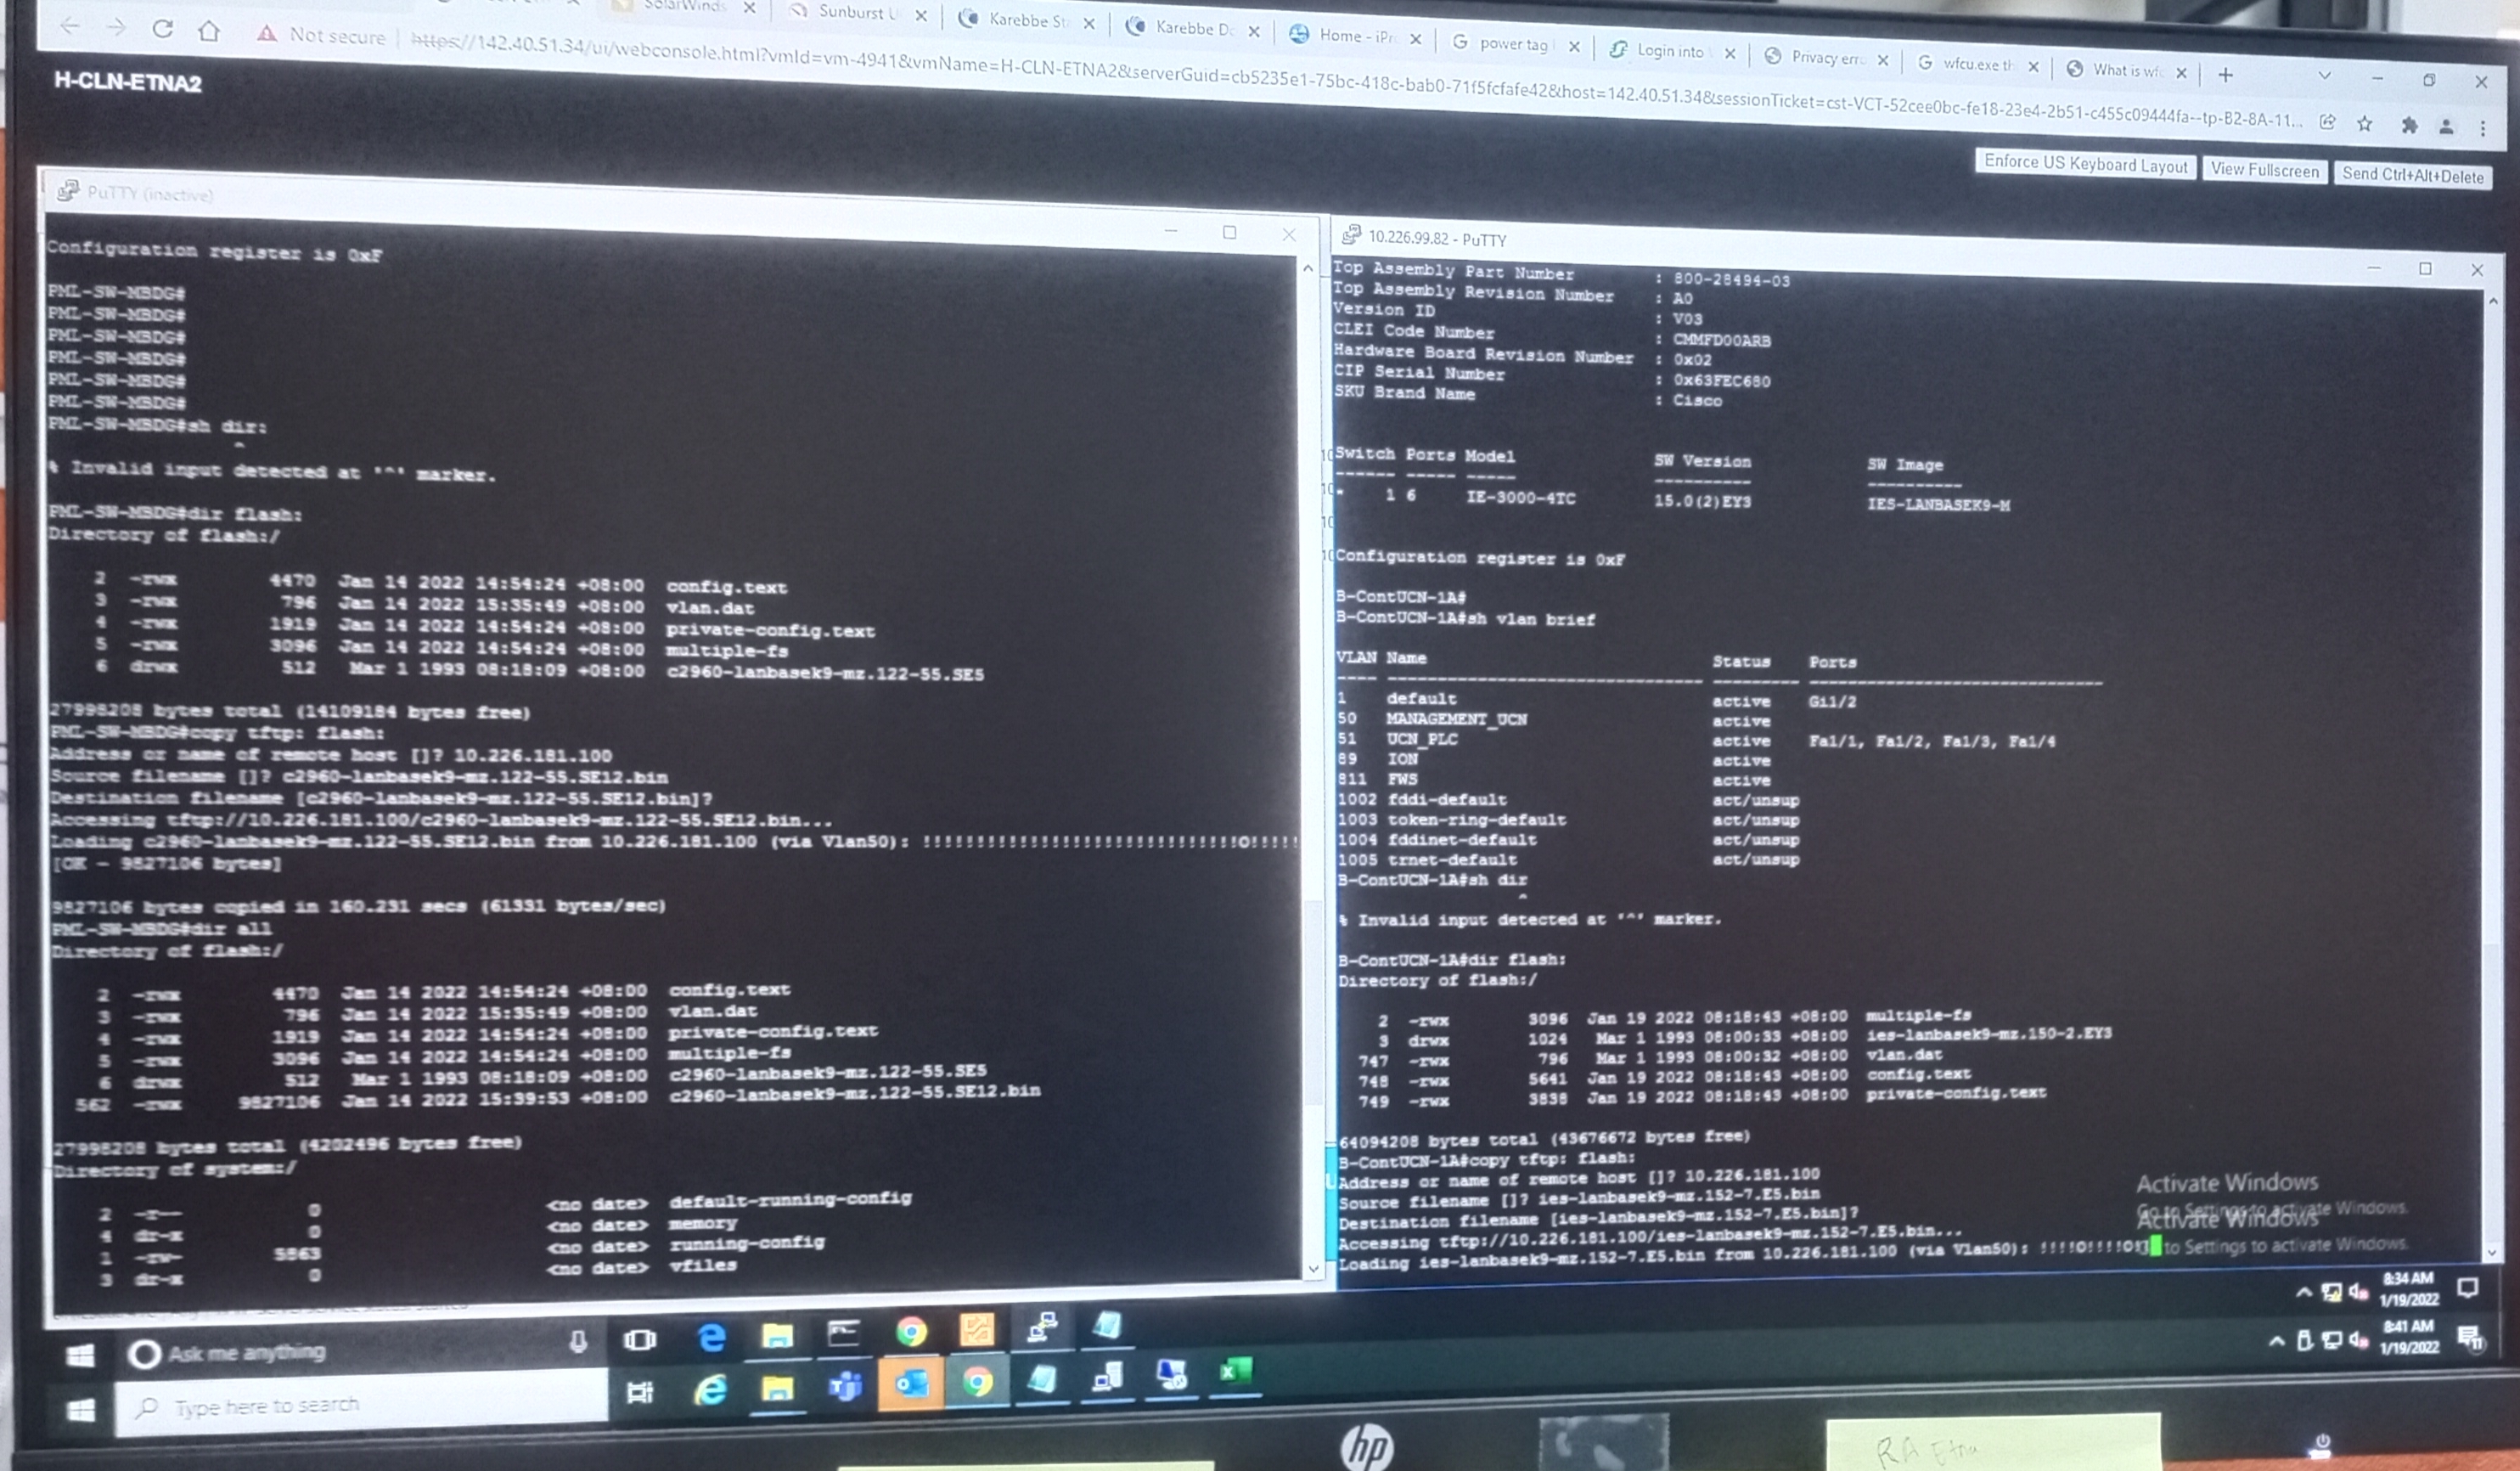 SolarWinds
Sunburst U
Karebbe St
Karebbe D
Home - iPr
power tag
Login into
Privacy erro
wfcu.exe th
What is wfc
Not secure
https://142.40.51.34/ui/webconsole.html?vmId=vm-4941&vmName=H-CLN-ETNA2&serverGuid=cb5235e1-75bc-418c-bab0-71f5fcfafe42&host=142.40.51.34&sessionTicket=cst-VCT-52cee0bc-fe18-23e4-2b51-c455c09444fa--tp-B2-8A-11...
H-CLN-ETNA2
Enforce US Keyboard Layout
View Fullscreen
Send Ctrl+Alt+Delete
PuTTY (inactive)
Configuration register is 0xF
PML-SW-MBDG#
PML-SW-MBDG#
PML-SW-MBDG#
PML-SW-MBDG#
PML-SW-MBDG#
PML-SW-MBDG#
PML-SW-MBDG#sh dir:
^
% Invalid input detected at '^' marker.
PML-SW-MBDG#dir flash:
Directory of flash:/
2 -rwx 4470 Jan 14 2022 14:54:24 +08:00 config.text
3 -rwx 796 Jan 14 2022 15:35:49 +08:00 vlan.dat
4 -rwx 1919 Jan 14 2022 14:54:24 +08:00 private-config.text
5 -rwx 3096 Jan 14 2022 14:54:24 +08:00 multiple-fs
6 drwx 512 Mar 1 1993 08:18:09 +08:00 c2960-lanbasek9-mz.122-55.SE5
27998208 bytes total (14109184 bytes free)
PML-SW-MBDG#copy tftp: flash:
Address or name of remote host []? 10.226.181.100
Source filename []? c2960-lanbasek9-mz.122-55.SE12.bin
Destination filename [c2960-lanbasek9-mz.122-55.SE12.bin]?
Accessing tftp://10.226.181.100/c2960-lanbasek9-mz.122-55.SE12.bin...
Loading c2960-lanbasek9-mz.122-55.SE12.bin from 10.226.181.100 (via Vlan50): !!!!!!!!!!!!!!!!!!!!!!!!!!!!!!O!!!!!
[OK - 9827106 bytes]
9827106 bytes copied in 160.231 secs (61331 bytes/sec)
PML-SW-MBDG#dir all
Directory of flash:/
2 -rwx 4470 Jan 14 2022 14:54:24 +08:00 config.text
3 -rwx 796 Jan 14 2022 15:35:49 +08:00 vlan.dat
4 -rwx 1919 Jan 14 2022 14:54:24 +08:00 private-config.text
5 -rwx 3096 Jan 14 2022 14:54:24 +08:00 multiple-fs
6 drwx 512 Mar 1 1993 08:18:09 +08:00 c2960-lanbasek9-mz.122-55.SE5
562 -rwx 9827106 Jan 14 2022 15:39:53 +08:00 c2960-lanbasek9-mz.122-55.SE12.bin
27998208 bytes total (4202496 bytes free)
Directory of system:/
2 -r-- 0 <no date> default-running-config
4 dr-x 0 <no date> memory
1 -rw- 5863 <no date> running-config
3 dr-x 0 <no date> vfiles
10.226.99.82 - PuTTY
Top Assembly Part Number : 800-28494-03
Top Assembly Revision Number : A0
Version ID : V03
CLEI Code Number : CMMFD00ARB
Hardware Board Revision Number : 0x02
CIP Serial Number : 0x63FEC680
SKU Brand Name : Cisco
Switch Ports Model SW Version SW Image
------ ----- ----- ---------- ----------
* 1 6 IE-3000-4TC 15.0(2)EY3 IES-LANBASEK9-M
Configuration register is 0xF
B-ContUCN-1A#
B-ContUCN-1A#sh vlan brief
VLAN Name Status Ports
---- -------------------------------- --------- -------------------------------
1 default active Gi1/2
50 MANAGEMENT_UCN active
51 UCN_PLC active Fa1/1, Fa1/2, Fa1/3, Fa1/4
89 ION active
811 FWS active
1002 fddi-default act/unsup
1003 token-ring-default act/unsup
1004 fddinet-default act/unsup
1005 trnet-default act/unsup
B-ContUCN-1A#sh dir
^
% Invalid input detected at '^' marker.
B-ContUCN-1A#dir flash:
Directory of flash:/
2 -rwx 3096 Jan 19 2022 08:18:43 +08:00 multiple-fs
3 drwx 1024 Mar 1 1993 08:00:33 +08:00 ies-lanbasek9-mz.150-2.EY3
747 -rwx 796 Mar 1 1993 08:00:32 +08:00 vlan.dat
748 -rwx 5641 Jan 19 2022 08:18:43 +08:00 config.text
749 -rwx 3838 Jan 19 2022 08:18:43 +08:00 private-config.text
64094208 bytes total (43676672 bytes free)
B-ContUCN-1A#copy tftp: flash:
Address or name of remote host []? 10.226.181.100
Source filename []? ies-lanbasek9-mz.152-7.E5.bin
Destination filename [ies-lanbasek9-mz.152-7.E5.bin]?
Accessing tftp://10.226.181.100/ies-lanbasek9-mz.152-7.E5.bin...
Loading ies-lanbasek9-mz.152-7.E5.bin from 10.226.181.100 (via Vlan50): !!!!O!!!!O!
Activate Windows
Go to Settings to activate Windows.
Activate Windows
to Settings to activate Windows.
Ask me anything
8:34 AM
1/19/2022
Type here to search
8:41 AM
1/19/2022
11
hp
RA Etna